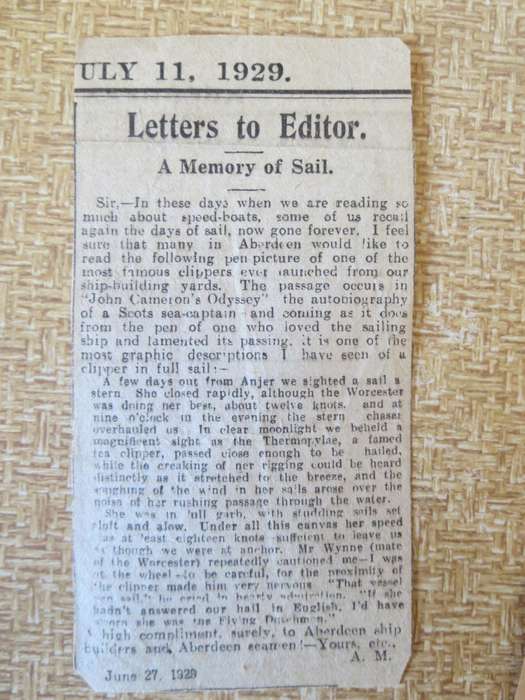 ULY 11, 1929.
Letters to Editor.
A Memory of Sail.
Sir,—In these days when we are reading so
much about speed-boats, some of us recall
again the days of sail, now gone forever. I feel
sure that many in Aberdeen would like to
read the following pen-picture of one of the
most famous clippers ever launched from our
ship-building yards. The passage occurs in
"John Cameron's Odyssey" the autobiography
of a Scots sea-captain and coming as it does
from the pen of one who loved the sailing
ship and lamented its passing, it is one of the
most graphic descriptions I have seen of a
clipper in full sail:—
A few days out from Anjer we sighted a sail a
stern. She closed rapidly, although the Worcester
was doing her best, about twelve knots, and at
nine o'clock in the evening the stern chaser
overhauled us. In clear moonlight we beheld a
magnificent sight as the Thermopylae, a famed
tea clipper, passed close enough to be hailed,
while the creaking of her rigging could be heard
distinctly as it stretched to the breeze, and the
soughing of the wind in her sails arose over the
noise of her rushing passage through the water.
She was in full garb, with studding sails set
aloft and alow. Under all this canvas her speed
was at least eighteen knots sufficient to leave us
as though we were at anchor. Mr Wynne (mate
of the Worcester) repeatedly cautioned me—I was
at the wheel—to be careful, for the proximity of
the clipper made him very nervous. "That vessel
can sail," he cried in hearty admiration. "If she
hadn't answered our hail in English, I'd have
sworn she was the Flying Dutchman."
A high compliment, surely, to Aberdeen ship
builders and Aberdeen seamen!—Yours, etc.,
A. M.
June 27, 1929